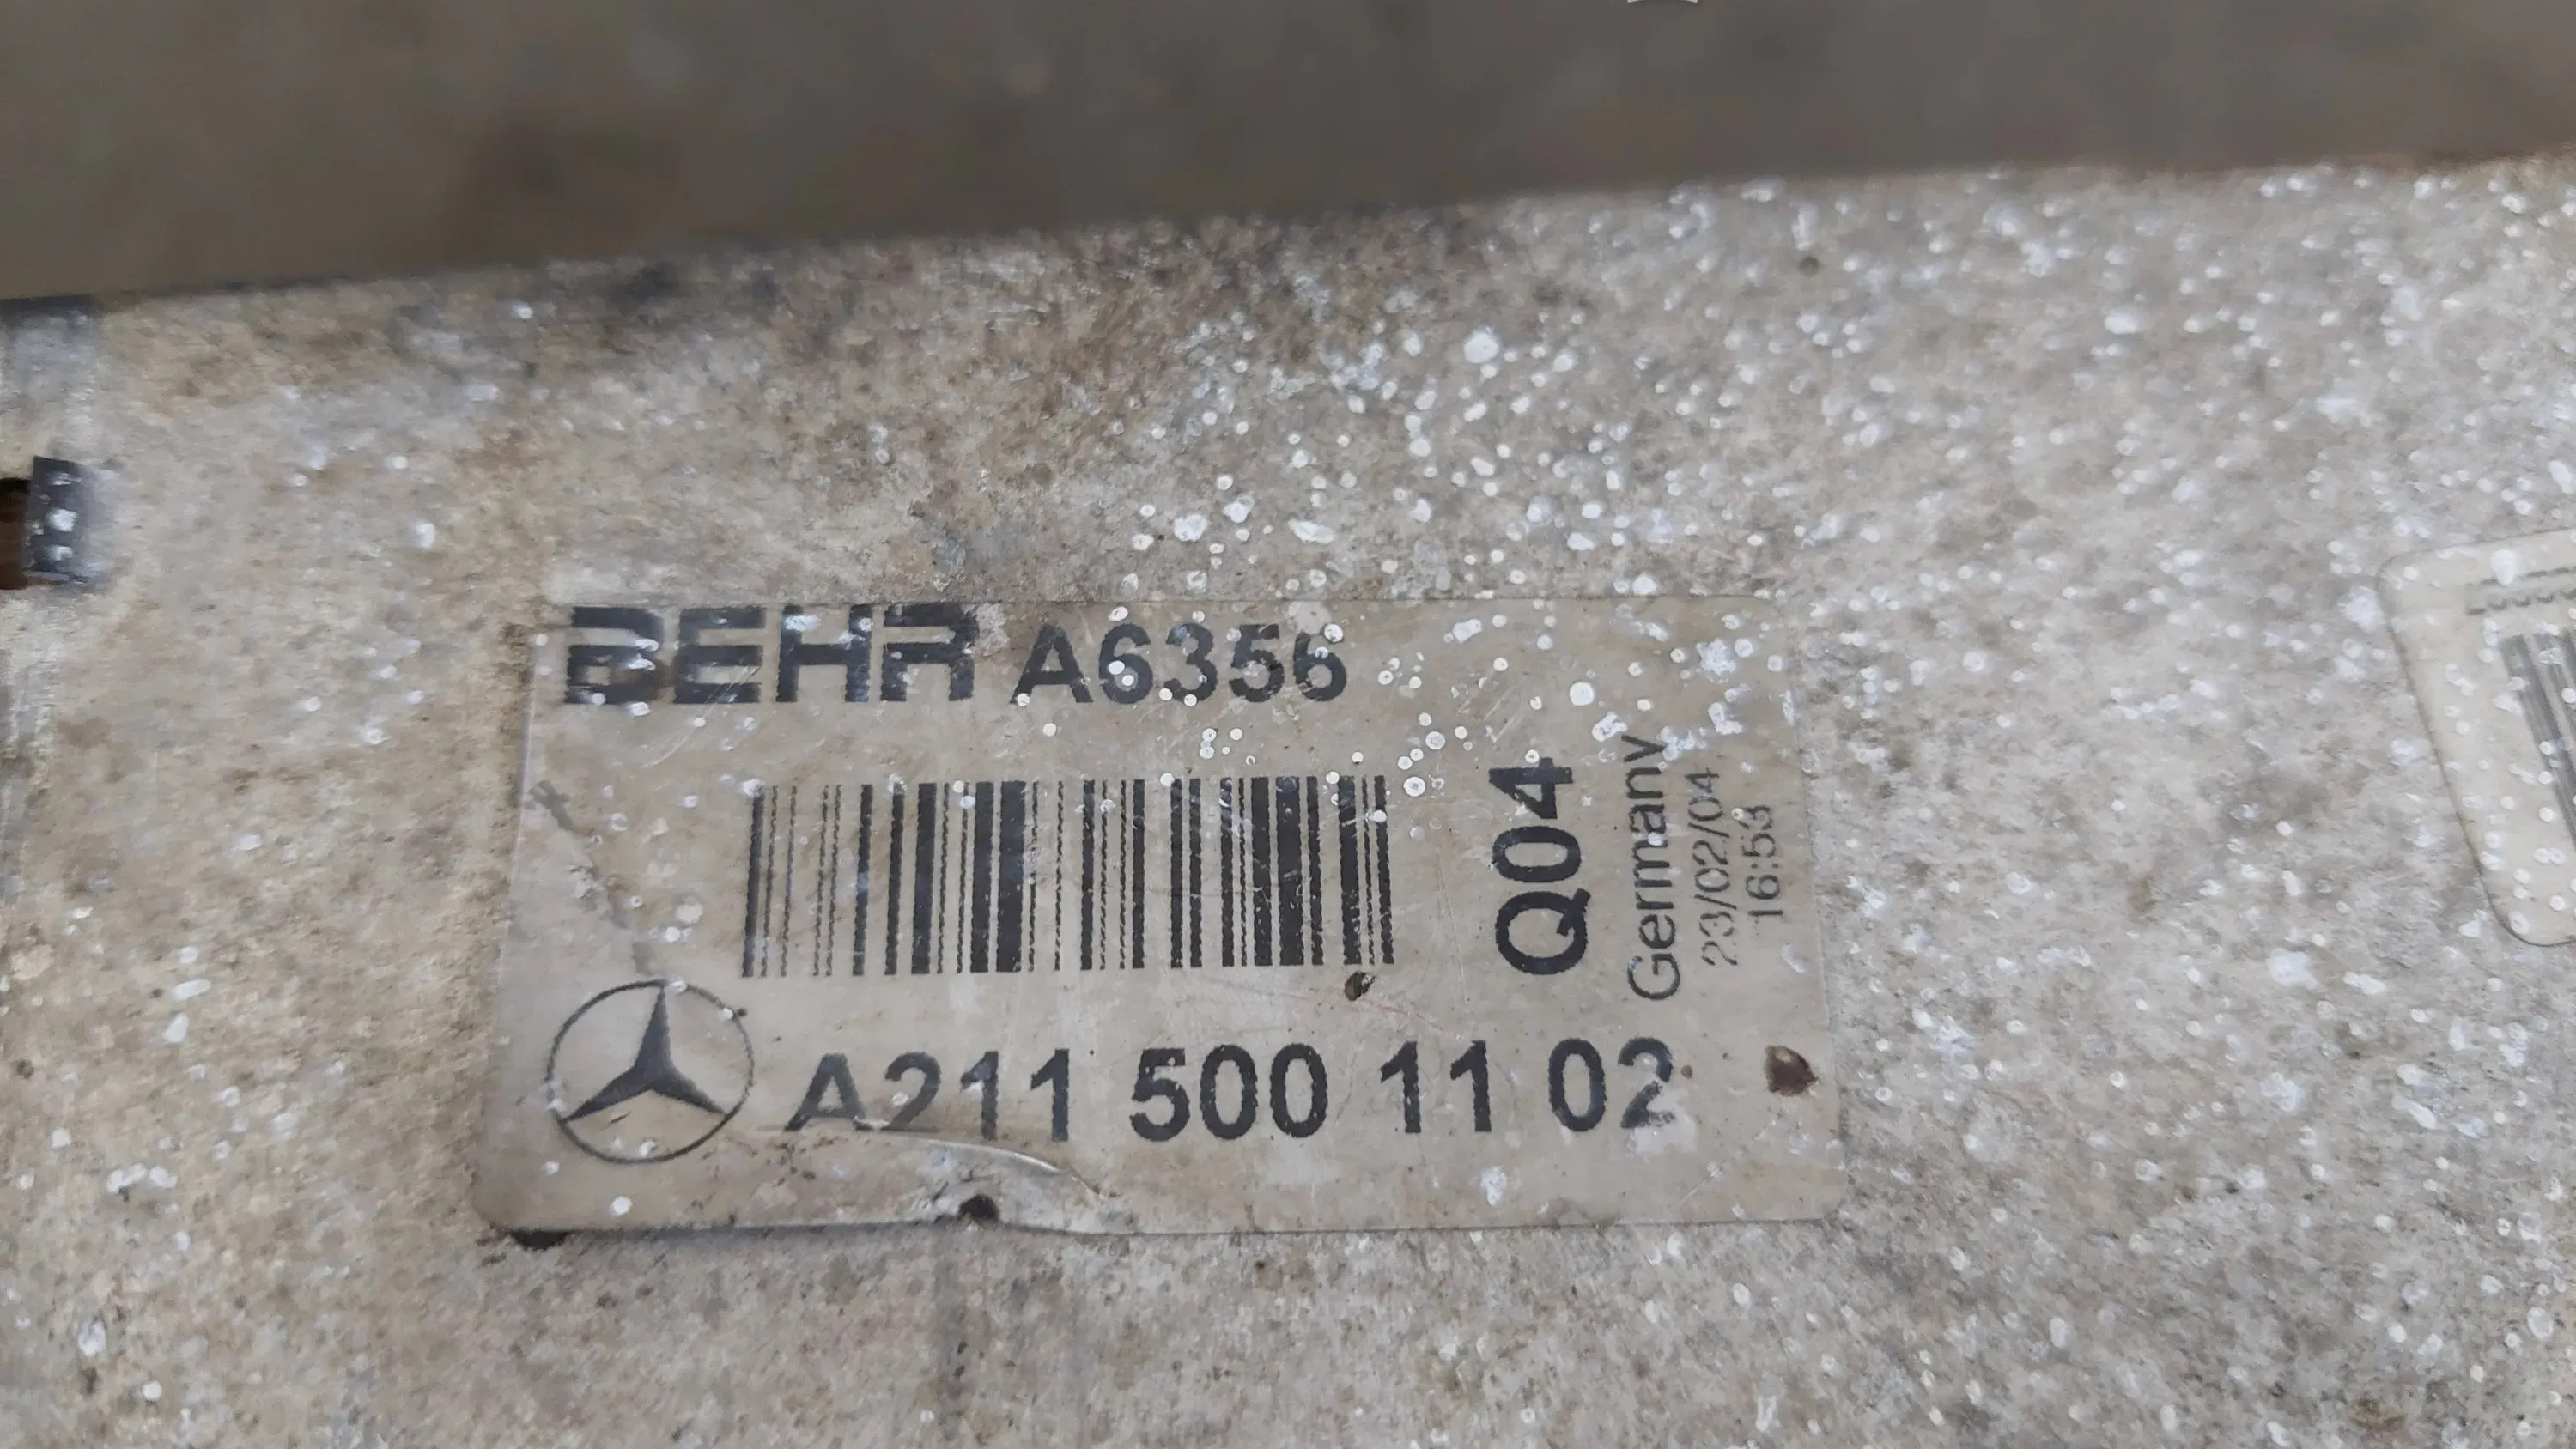 BEHR A6356
Q04
Germany
23/02/04
16:53
A211 500 11 02